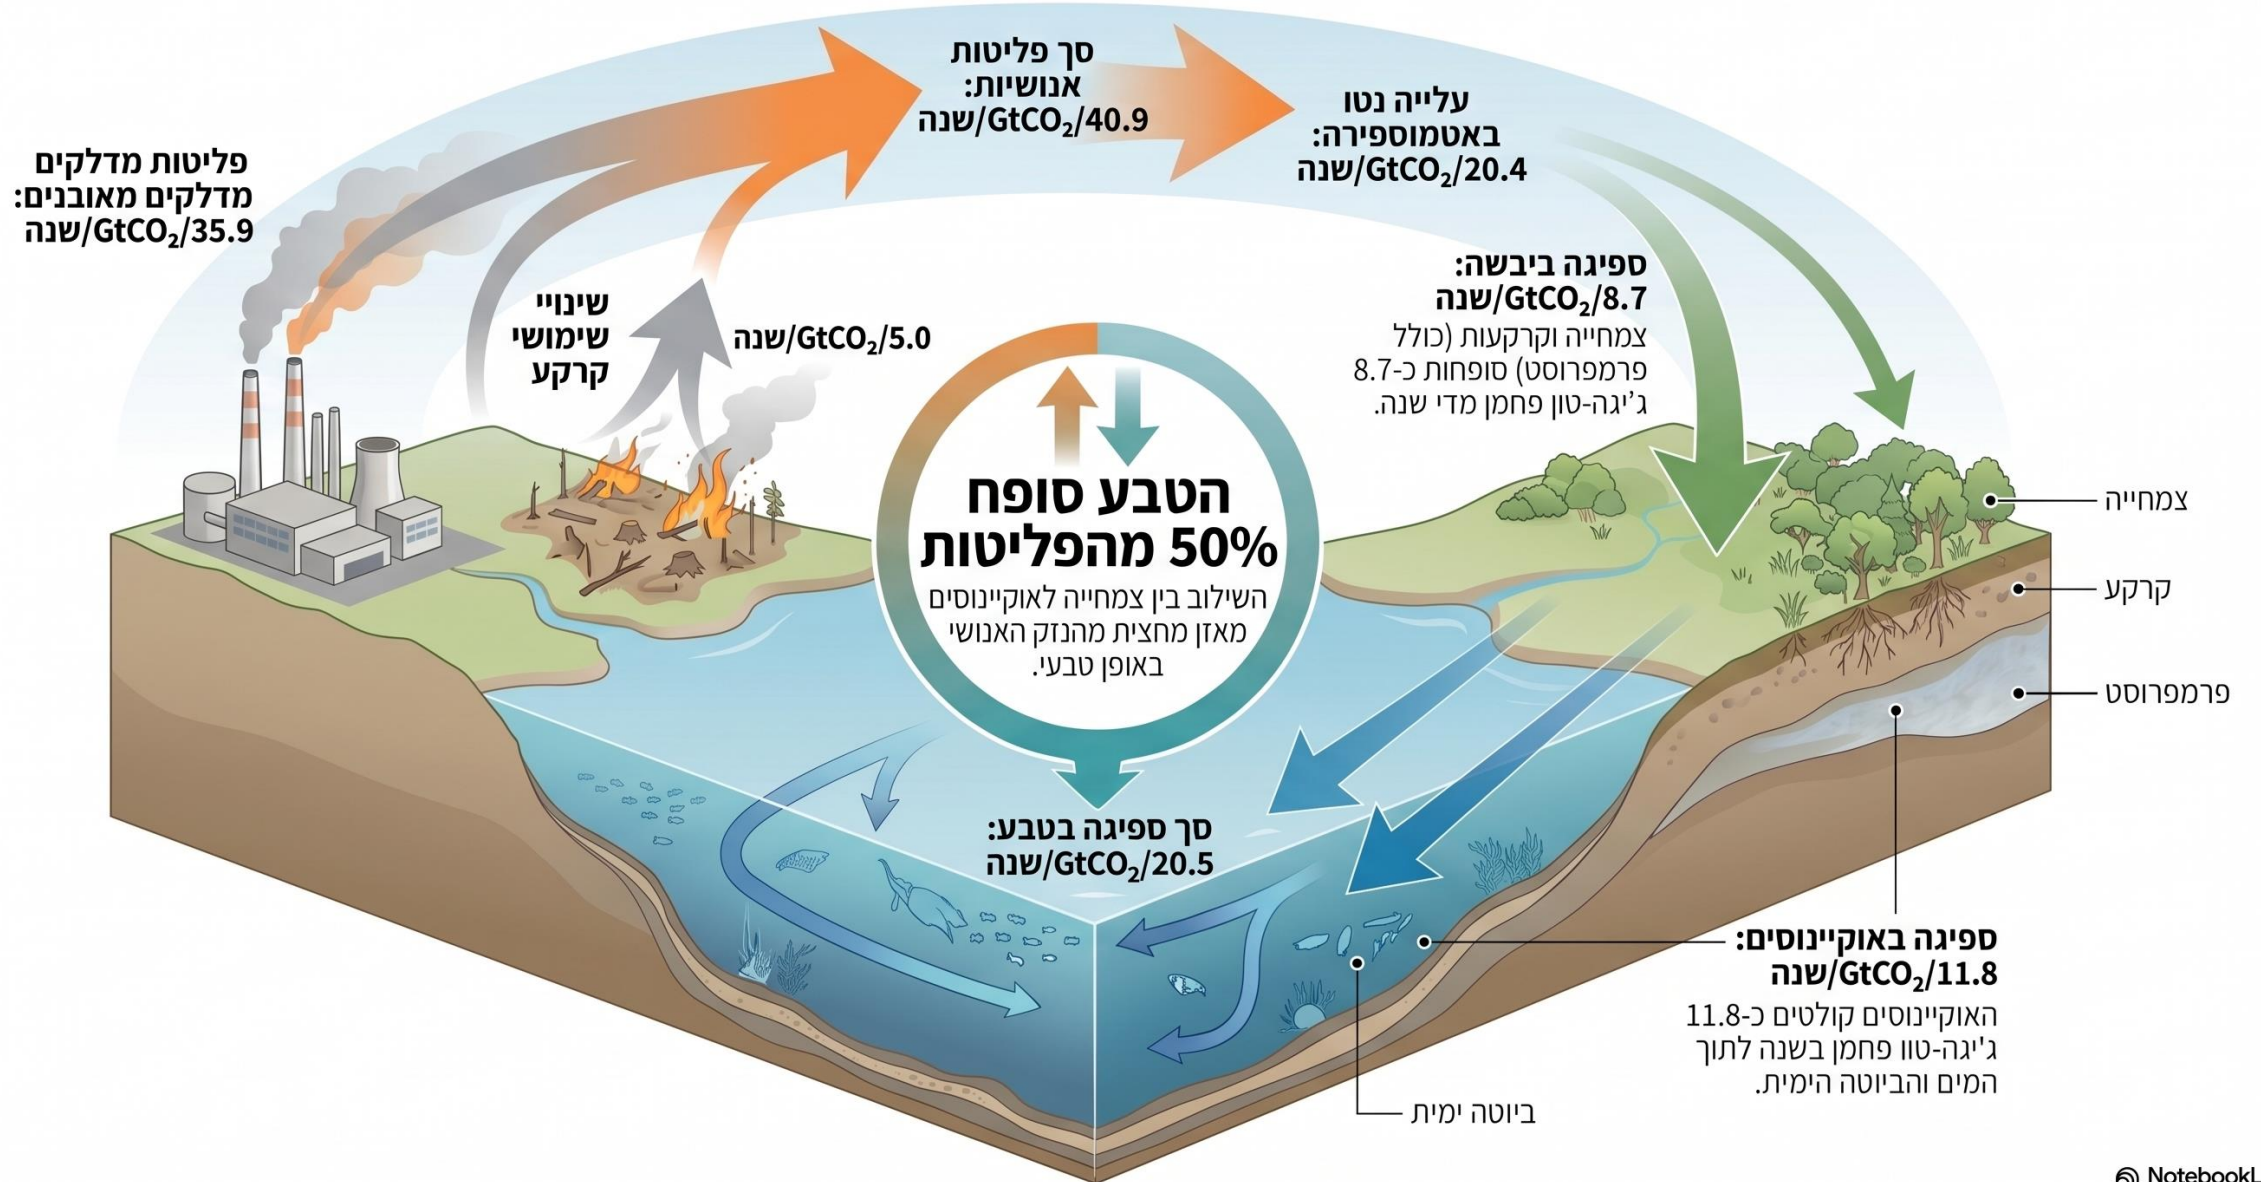 סך פליטות
אנושיות:
40.9/GtCO₂/שנה
עלייה נטו
באטמוספירה:
20.4/GtCO₂/שנה
פליטות מדלקים
מדלקים מאובנים:
35.9/GtCO₂/שנה
שינויי
שימושי
קרקע
5.0/GtCO₂/שנה
ספיגה ביבשה:
8.7/GtCO₂/שנה
צמחייה וקרקעות (כולל
פרמפרוסט) סופחות כ-8.7
ג'יגה-טון פחמן מדי שנה.
הטבע סופח
50% מהפליטות
השילוב בין צמחייה לאוקיינוסים
מאזן מחצית מהנזק האנושי
באופן טבעי.
צמחייה
קרקע
פרמפרוסט
סך ספיגה בטבע:
20.5/GtCO₂/שנה
ספיגה באוקיינוסים:
11.8/GtCO₂/שנה
האוקיינוסים קולטים כ-11.8
ג'יגה-טוו פחמן בשנה לתוך
המים והביוטה הימית.
ביוטה ימית
NotebookL